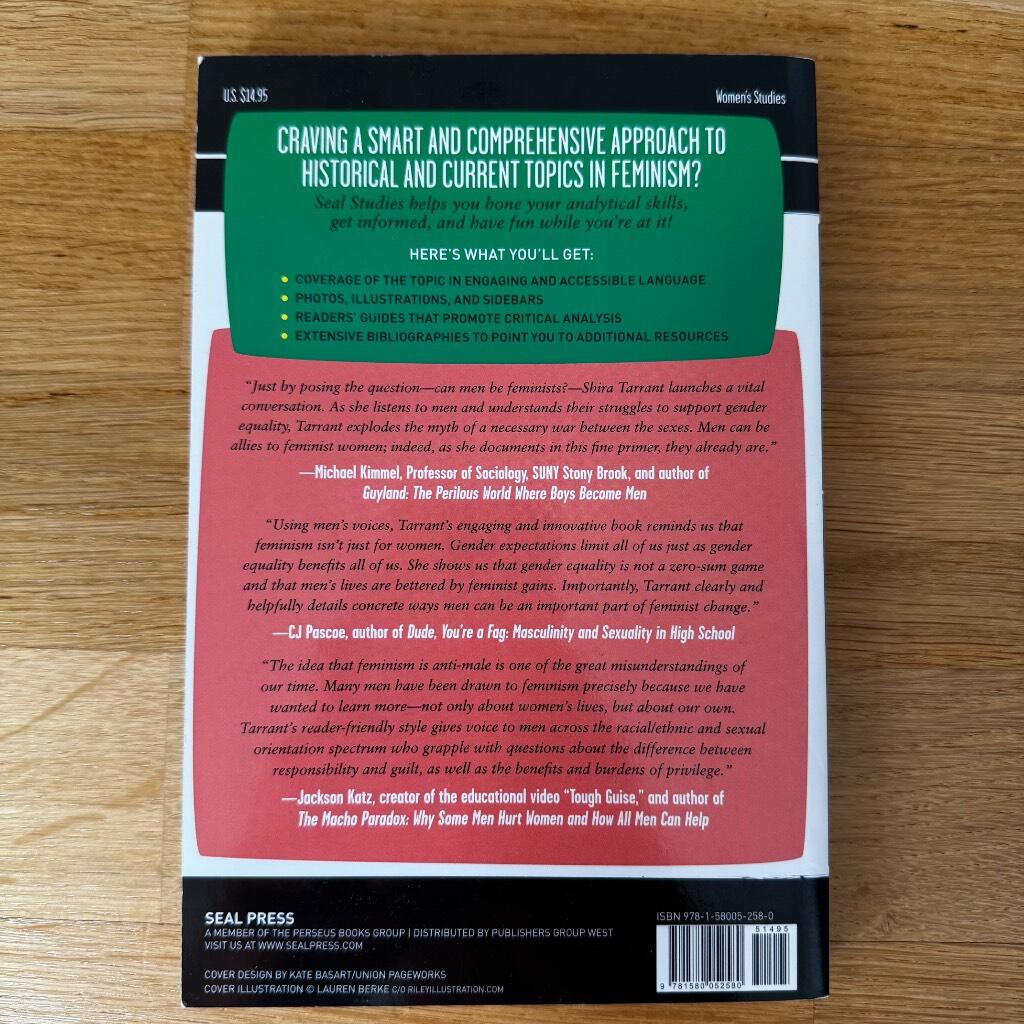 U.S. $14.95
Women's Studies
CRAVING A SMART AND COMPREHENSIVE APPROACH TO
HISTORICAL AND CURRENT TOPICS IN FEMINISM?
Seal Studies helps you hone your analytical skills,
get informed, and have fun while you're at it!
HERE'S WHAT YOU'LL GET:
• COVERAGE OF THE TOPIC IN ENGAGING AND ACCESSIBLE LANGUAGE
• PHOTOS, ILLUSTRATIONS, AND SIDEBARS
• READERS' GUIDES THAT PROMOTE CRITICAL ANALYSIS
• EXTENSIVE BIBLIOGRAPHIES TO POINT YOU TO ADDITIONAL RESOURCES
"Just by posing the question—can men be feminists?—Shira Tarrant launches a vital
conversation. As she listens to men and understands their struggles to support gender
equality, Tarrant explodes the myth of a necessary war between the sexes. Men can be
allies to feminist women; indeed, as she documents in this fine primer, they already are."
—Michael Kimmel, Professor of Sociology, SUNY Stony Brook, and author of
Guyland: The Perilous World Where Boys Become Men
"Using men's voices, Tarrant's engaging and innovative book reminds us that
feminism isn't just for women. Gender expectations limit all of us just as gender
equality benefits all of us. She shows us that gender equality is not a zero-sum game
and that men's lives are bettered by feminist gains. Importantly, Tarrant clearly and
helpfully details concrete ways men can be an important part of feminist change."
—CJ Pascoe, author of Dude, You're a Fag: Masculinity and Sexuality in High School
"The idea that feminism is anti-male is one of the great misunderstandings of
our time. Many men have been drawn to feminism precisely because we have
wanted to learn more—not only about women's lives, but about our own.
Tarrant's reader-friendly style gives voice to men across the racial/ethnic and sexual
orientation spectrum who grapple with questions about the difference between
responsibility and guilt, as well as the benefits and burdens of privilege."
—Jackson Katz, creator of the educational video "Tough Guise," and author of
The Macho Paradox: Why Some Men Hurt Women and How All Men Can Help
SEAL PRESS
A MEMBER OF THE PERSEUS BOOKS GROUP | DISTRIBUTED BY PUBLISHERS GROUP WEST
VISIT US AT WWW.SEALPRESS.COM
COVER DESIGN BY KATE BASART/UNION PAGEWORKS
COVER ILLUSTRATION © LAUREN BERKE C/O RILEYILLUSTRATION.COM
ISBN 978-1-58005-258-0
51495
9 781580 052580